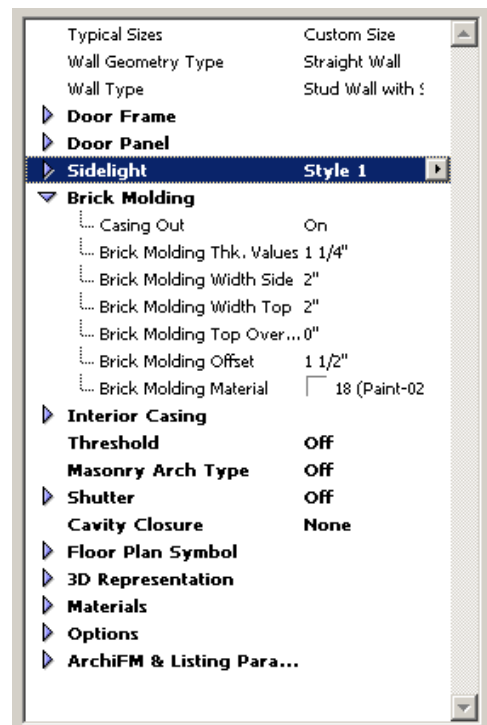 Typical Sizes Custom Size
Wall Geometry Type Straight Wall
Wall Type Stud Wall with
Door Frame
Door Panel
Sidelight Style 1
Brick Molding
Casing Out On
Brick Molding Thk. Values 1 1/4"
Brick Molding Width Side 2"
Brick Molding Width Top 2"
Brick Molding Top Over... 0"
Brick Molding Offset 1 1/2"
Brick Molding Material 18 (Paint-02
Interior Casing
Threshold Off
Masonry Arch Type Off
Shutter Off
Cavity Closure None
Floor Plan Symbol
3D Representation
Materials
Options
ArchiFM & Listing Para...